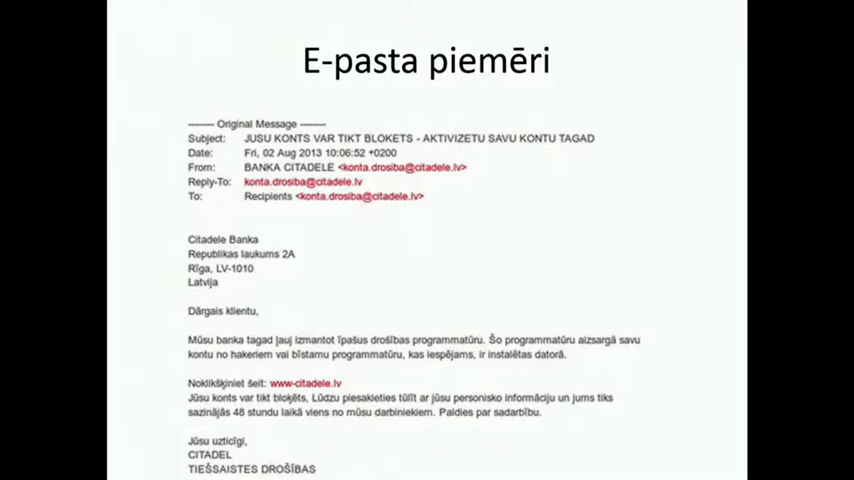 E-pasta piemēri
-------- Original Message --------
Subject: JUSU KONTS VAR TIKT BLOKETS - AKTIVIZETU SAVU KONTU TAGAD
Date: Fri, 02 Aug 2013 10:06:52 +0200
From: BANKA CITADELE <konta.drosiba@citadele.lv>
Reply-To: konta.drosiba@citadele.lv
To: Recipients <konta.drosiba@citadele.lv>
Citadele Banka
Republikas laukums 2A
Rīga, LV-1010
Latvija
Dārgais klientu,
Mūsu banka tagad ļauj izmantot īpašus drošības programmatūru. Šo programmatūru aizsargā savu
kontu no hakeriem vai bīstamu programmatūru, kas iespējams, ir instalētas datorā.
Noklikšķiniet šeit: www-citadele.lv
Jūsu konts var tikt bloķēts, Lūdzu piesakieties tūlīt ar jūsu personisko informāciju un jums tiks
sazinājās 48 stundu laikā viens no mūsu darbiniekiem. Paldies par sadarbību.
Jūsu uzticīgi,
CITADEL
TIEŠSAISTES DROŠĪBAS